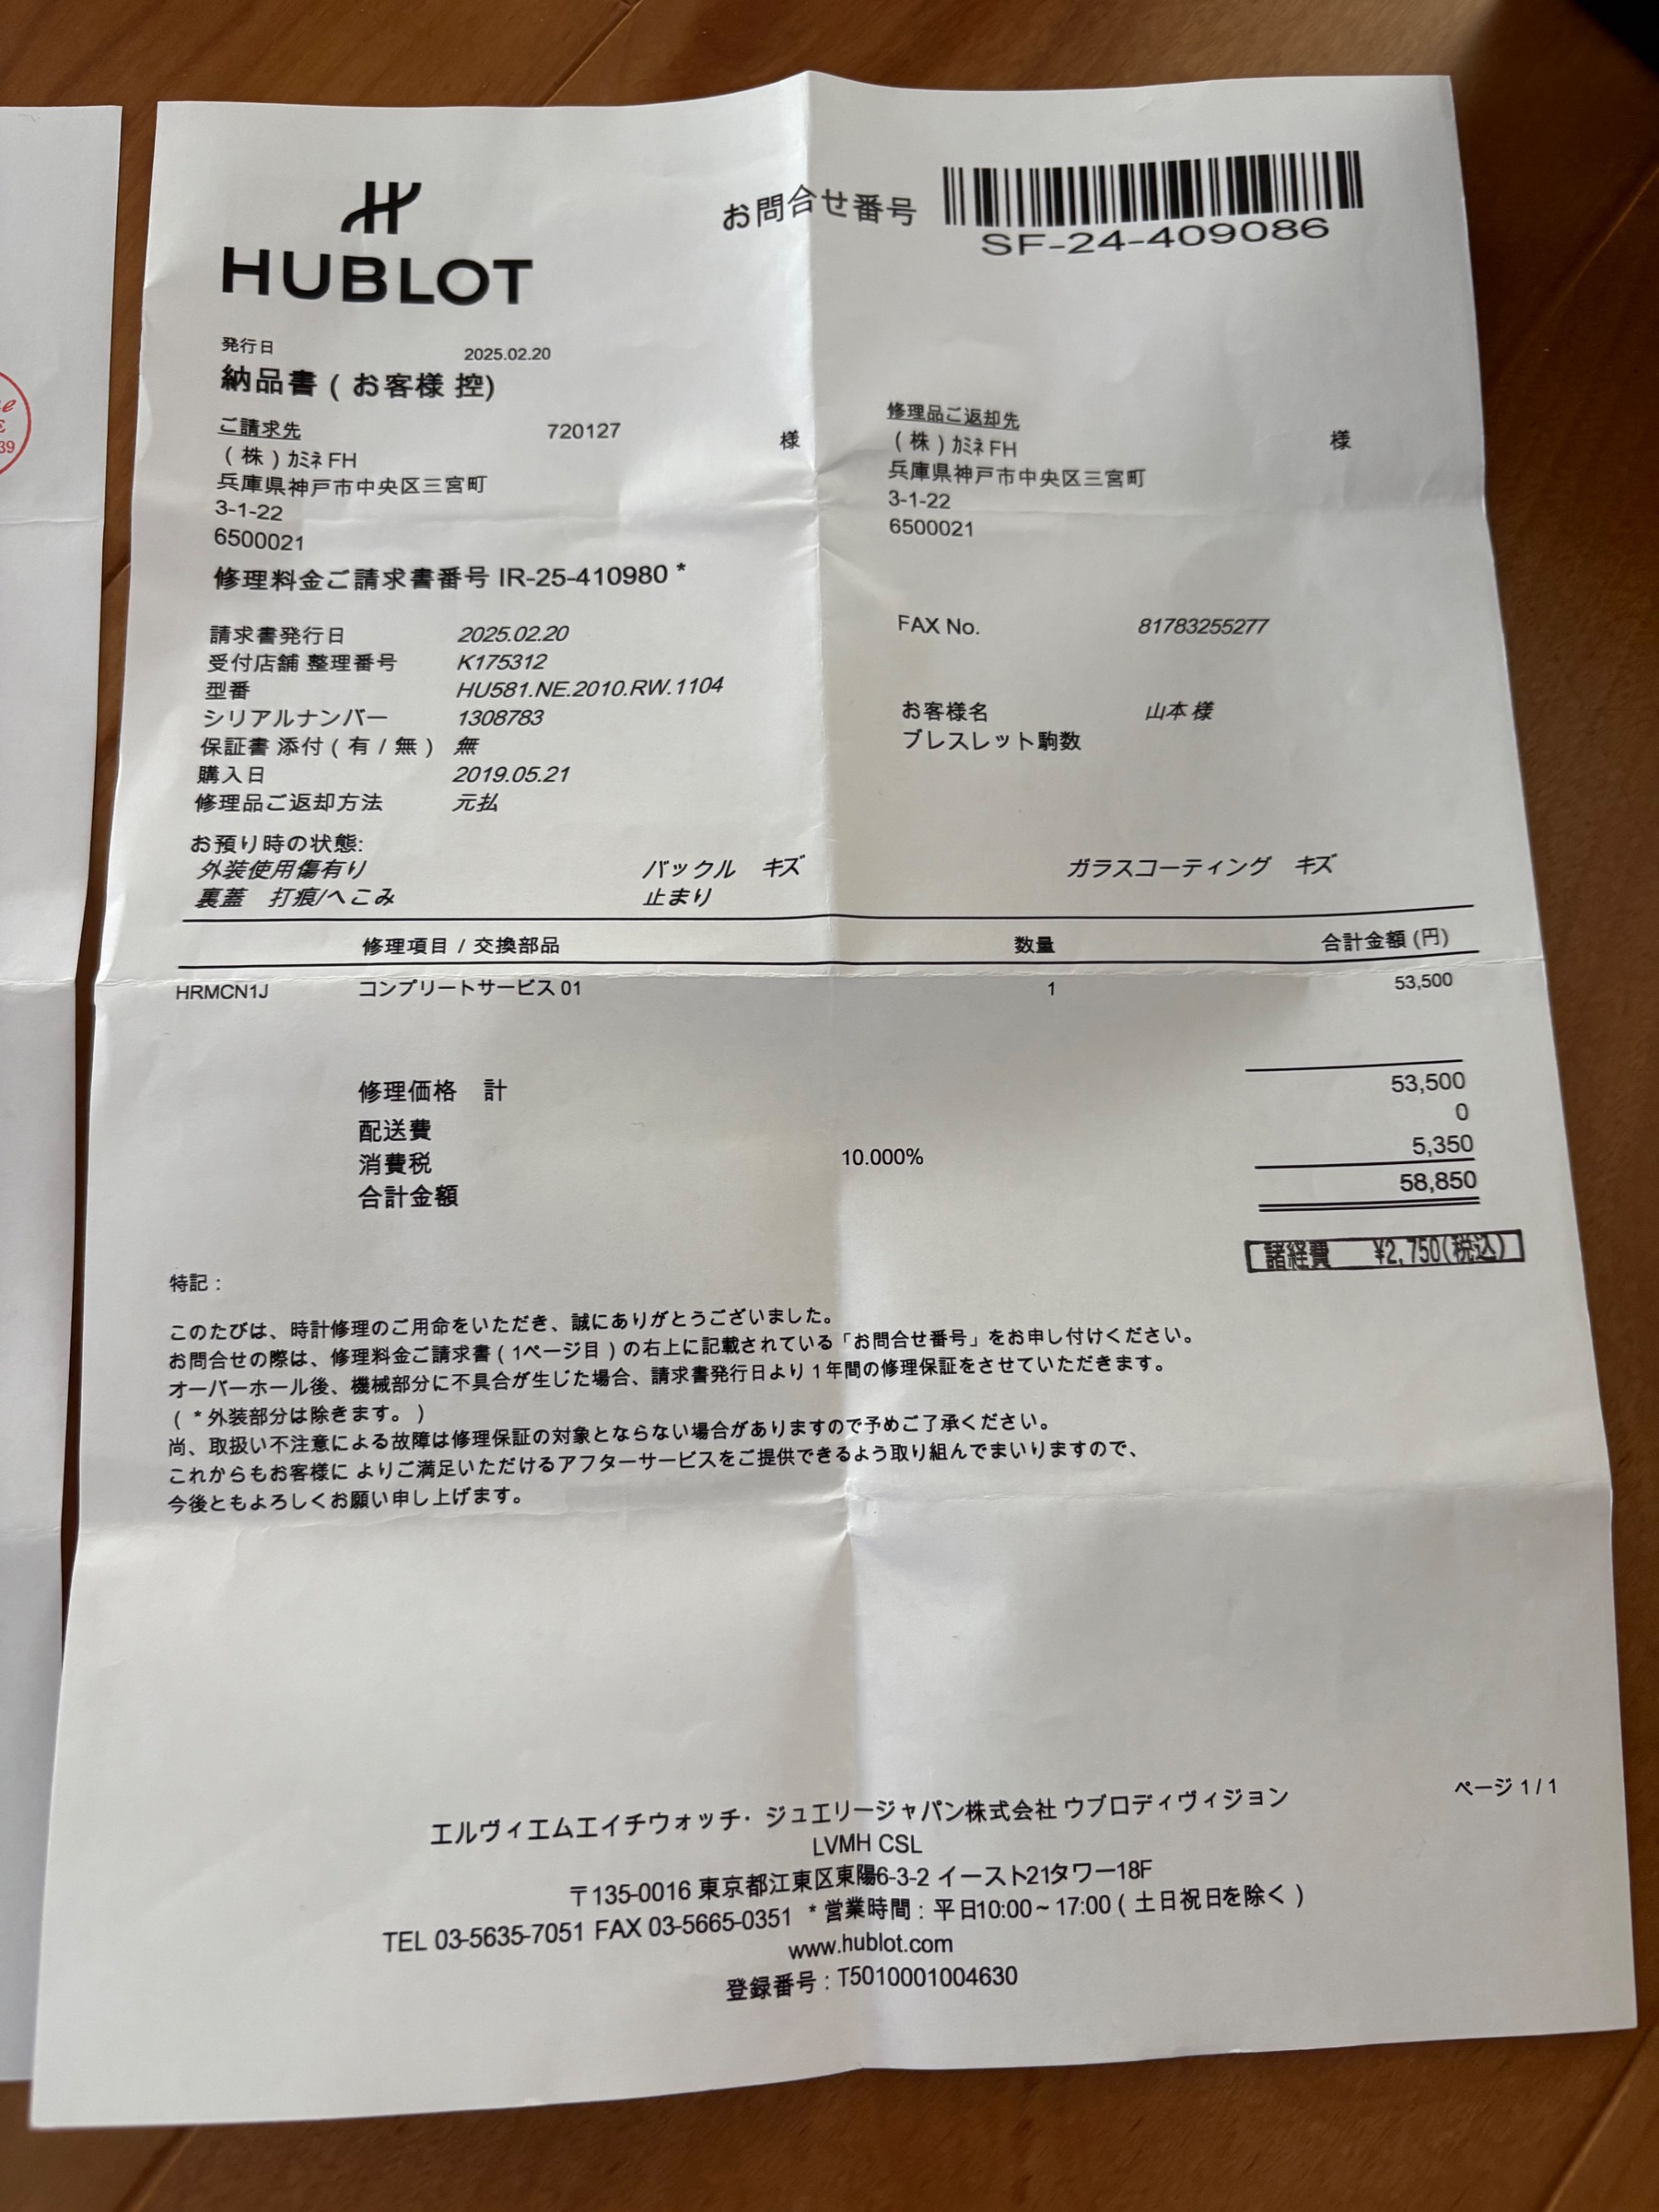 HUBLOT
お問合せ番号
SF-24-409086
発行日 2025.02.20
納品書 ( お客様 控)
ご請求先 720127 様
( 株 ) ｶﾐﾈ FH
兵庫県神戸市中央区三宮町
3-1-22
6500021
修理品ご返却先
( 株 ) ｶﾐﾈ FH 様
兵庫県神戸市中央区三宮町
3-1-22
6500021
修理料金ご請求書番号 IR-25-410980 *
請求書発行日 2025.02.20
受付店舗 整理番号 K175312
型番 HU581.NE.2010.RW.1104
シリアルナンバー 1308783
保証書 添付 ( 有 / 無 ) 無
購入日 2019.05.21
修理品ご返却方法 元払
FAX No. 81783255277
お客様名 山本 様
ブレスレット駒数
お預り時の状態:
外装使用傷有り バックル キズ ガラスコーティング キズ
裏蓋 打痕/へこみ 止まり
修理項目 / 交換部品 数量 合計金額 (円)
HRMCN1J コンプリートサービス 01 1 53,500
修理価格 計 53,500
配送費 0
消費税 10.000% 5,350
合計金額 58,850
諸経費 ¥2,750(税込)
特記 :
このたびは、時計修理のご用命をいただき、誠にありがとうございました。
お問合せの際は、修理料金ご請求書 ( 1ページ目 ) の右上に記載されている「お問合せ番号」をお申し付けください。
オーバーホール後、機械部分に不具合が生じた場合、請求書発行日より 1 年間の修理保証をさせていただきます。
( * 外装部分は除きます。 )
尚、取扱い不注意による故障は修理保証の対象とならない場合がありますので予めご了承ください。
これからもお客様に よりご満足いただけるアフターサービスをご提供できるよう取り組んでまいりますので、
今後ともよろしくお願い申し上げます。
ページ 1 / 1
エルヴィエムエイチウォッチ・ジュエリージャパン株式会社 ウブロディヴィジョン
LVMH CSL
〒135-0016 東京都江東区東陽6-3-2 イースト21タワー18F
TEL 03-5635-7051 FAX 03-5665-0351 * 営業時間 : 平日10:00 ~ 17:00 ( 土日祝日を除く )
www.hublot.com
登録番号 : T5010001004630
39